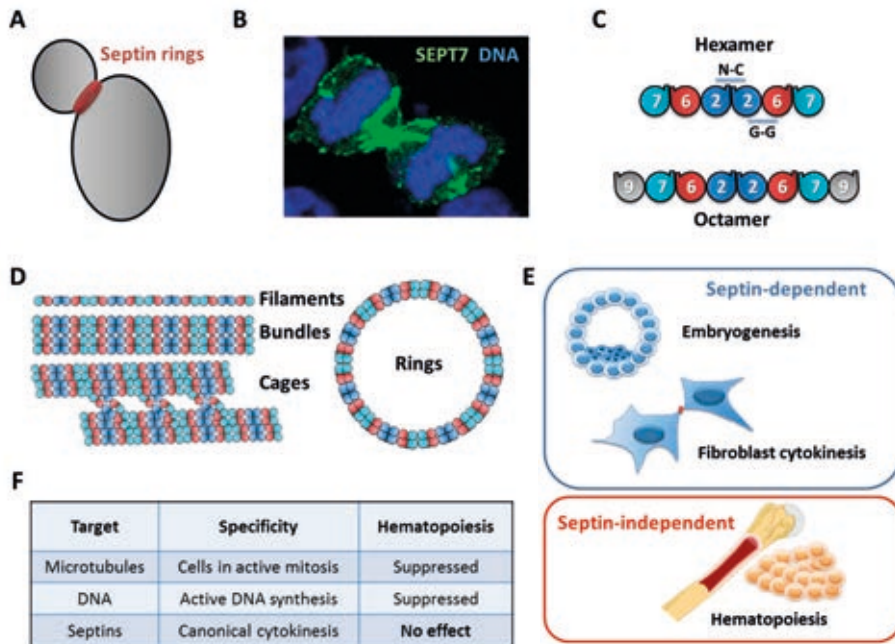 A
Septin rings
B
SEPT7 DNA
C
Hexamer
N-C
7 6 2 2 6 7
G-G
9 7 6 2 2 6 7 9
Octamer
D
Filaments
Bundles
Cages
Rings
E
Septin-dependent
Embryogenesis
Fibroblast cytokinesis
Septin-independent
Hematopoiesis
F
Target Specificity Hematopoiesis
Microtubules Cells in active mitosis Suppressed
DNA Active DNA synthesis Suppressed
Septins Canonical cytokinesis No effect